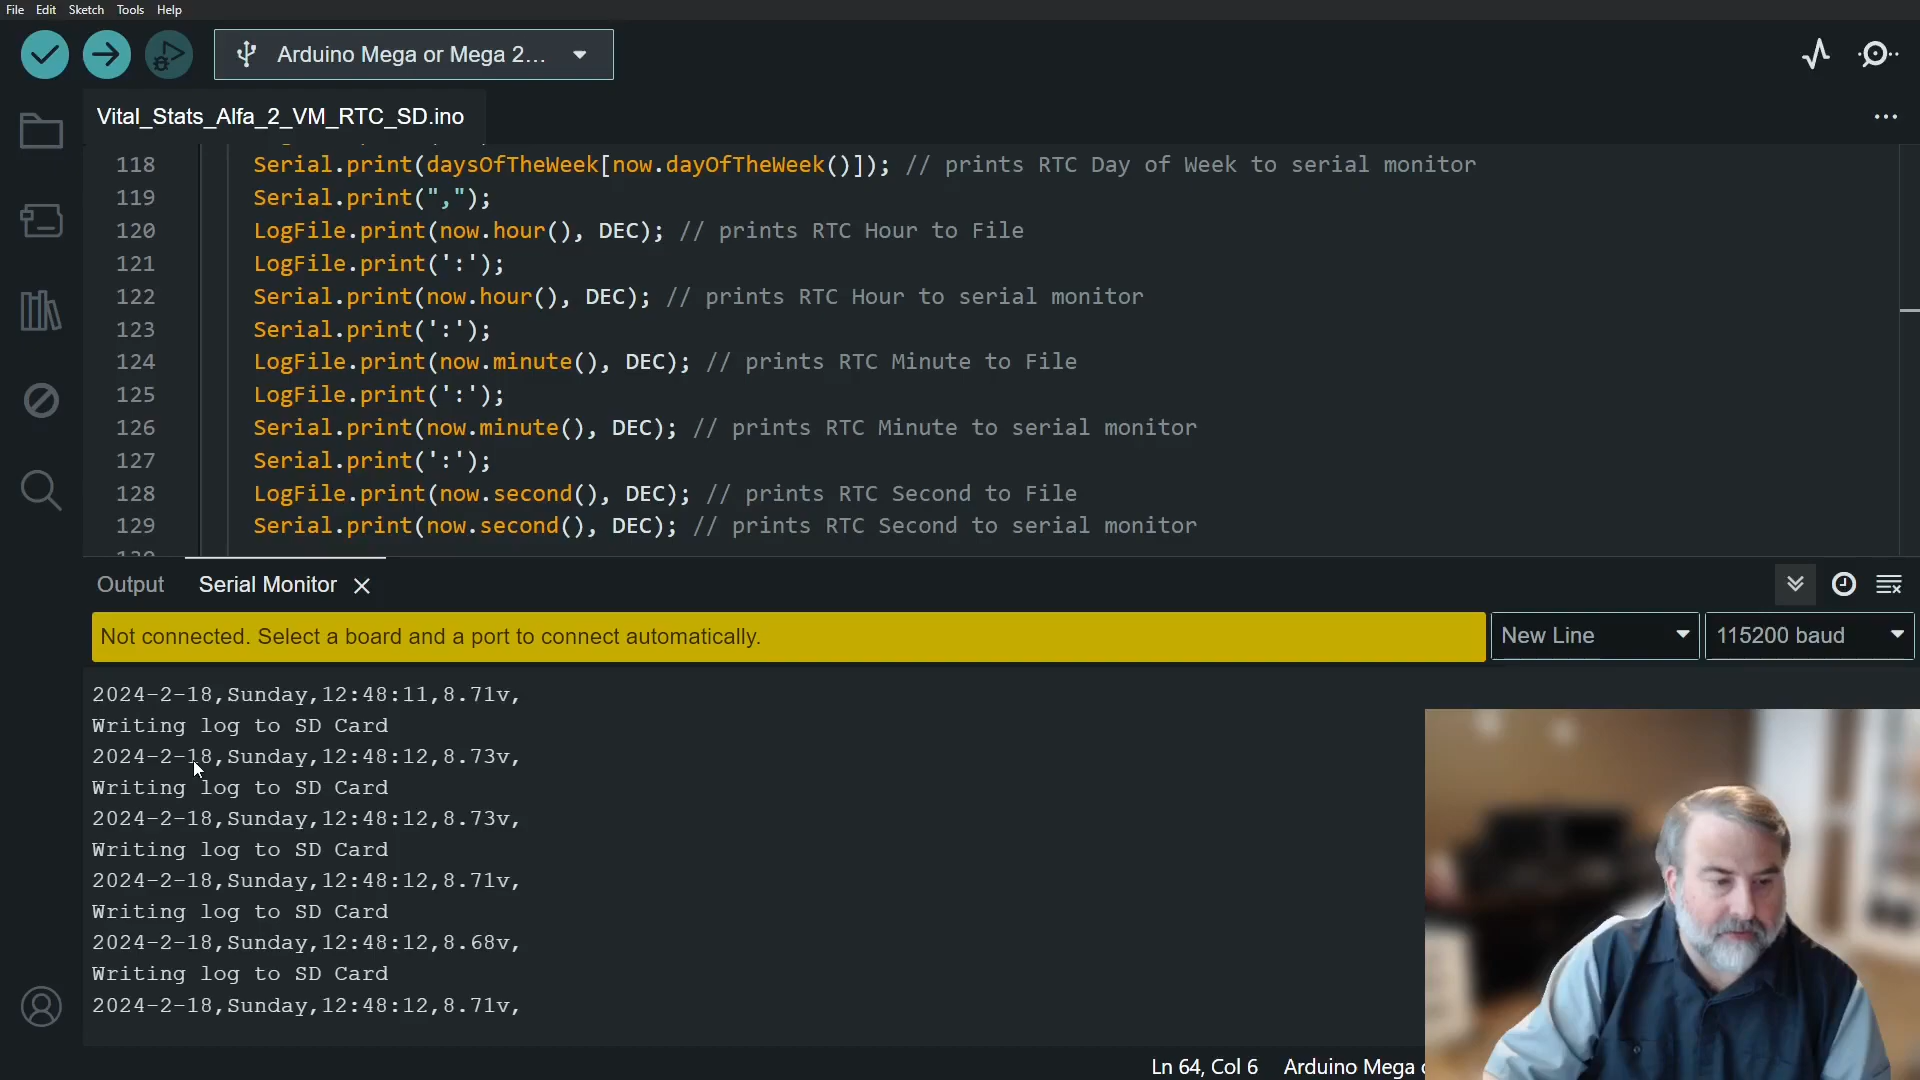 File Edit Sketch Tools Help
Arduino Mega or Mega 2...
Vital_Stats_Alfa_2_VM_RTC_SD.ino
118 Serial.print(daysOfTheWeek[now.dayOfTheWeek()]); // prints RTC Day of Week to serial monitor
119 Serial.print(",");
120 LogFile.print(now.hour(), DEC); // prints RTC Hour to File
121 LogFile.print(':');
122 Serial.print(now.hour(), DEC); // prints RTC Hour to serial monitor
123 Serial.print(':');
124 LogFile.print(now.minute(), DEC); // prints RTC Minute to File
125 LogFile.print(':');
126 Serial.print(now.minute(), DEC); // prints RTC Minute to serial monitor
127 Serial.print(':');
128 LogFile.print(now.second(), DEC); // prints RTC Second to File
129 Serial.print(now.second(), DEC); // prints RTC Second to serial monitor
Output Serial Monitor
Not connected. Select a board and a port to connect automatically. New Line 115200 baud
2024-2-18,Sunday,12:48:11,8.71v,
Writing log to SD Card
2024-2-18,Sunday,12:48:12,8.73v,
Writing log to SD Card
2024-2-18,Sunday,12:48:12,8.73v,
Writing log to SD Card
2024-2-18,Sunday,12:48:12,8.71v,
Writing log to SD Card
2024-2-18,Sunday,12:48:12,8.68v,
Writing log to SD Card
2024-2-18,Sunday,12:48:12,8.71v,
Ln 64, Col 6 Arduino Mega